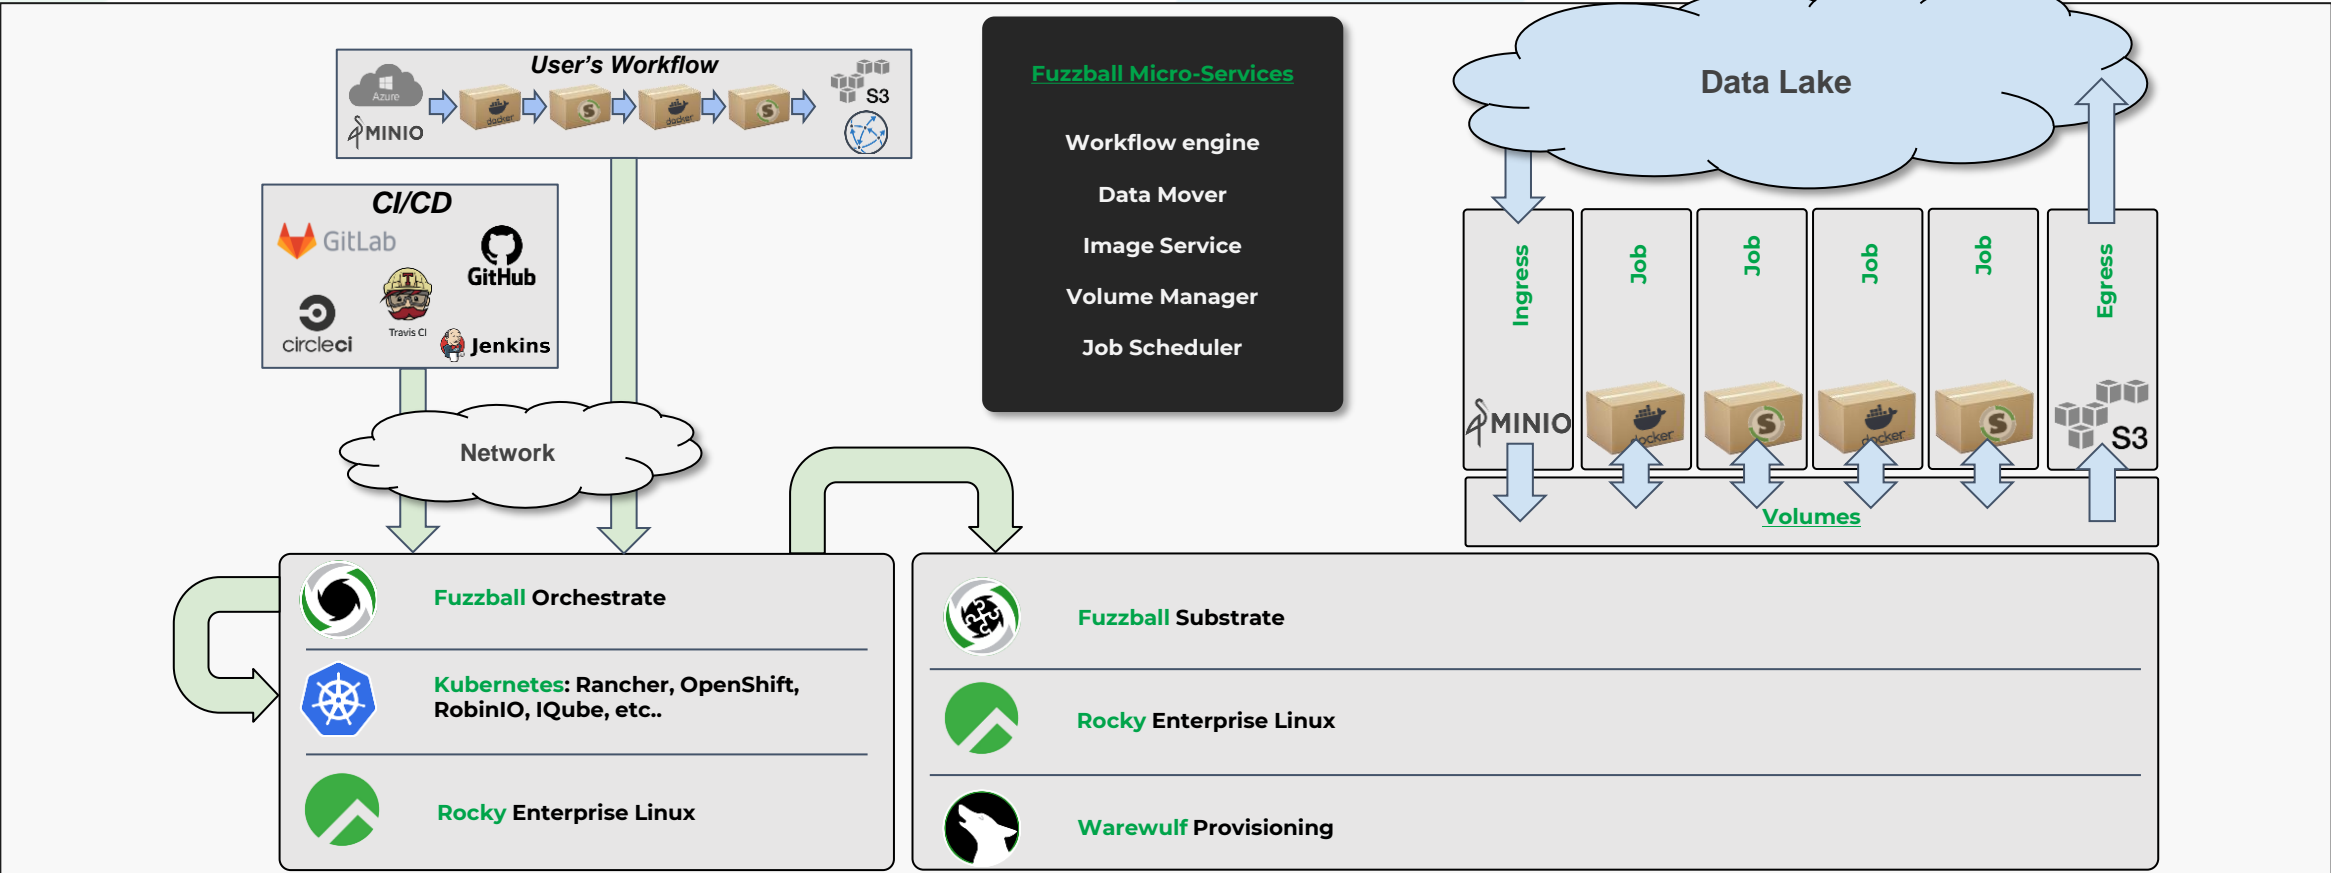 User's Workflow
Azure
MINIO
docker
S
docker
S
S3
CI/CD
GitLab
GitHub
T
Travis CI
circleci
Jenkins
Network
Fuzzball Micro-Services
Workflow engine
Data Mover
Image Service
Volume Manager
Job Scheduler
Data Lake
Ingress
Job
Job
Job
Job
Egress
MINIO
docker
S
docker
S
S3
Volumes
Fuzzball Orchestrate
Kubernetes: Rancher, OpenShift,
RobinIO, IQube, etc..
Rocky Enterprise Linux
Fuzzball Substrate
Rocky Enterprise Linux
Warewulf Provisioning